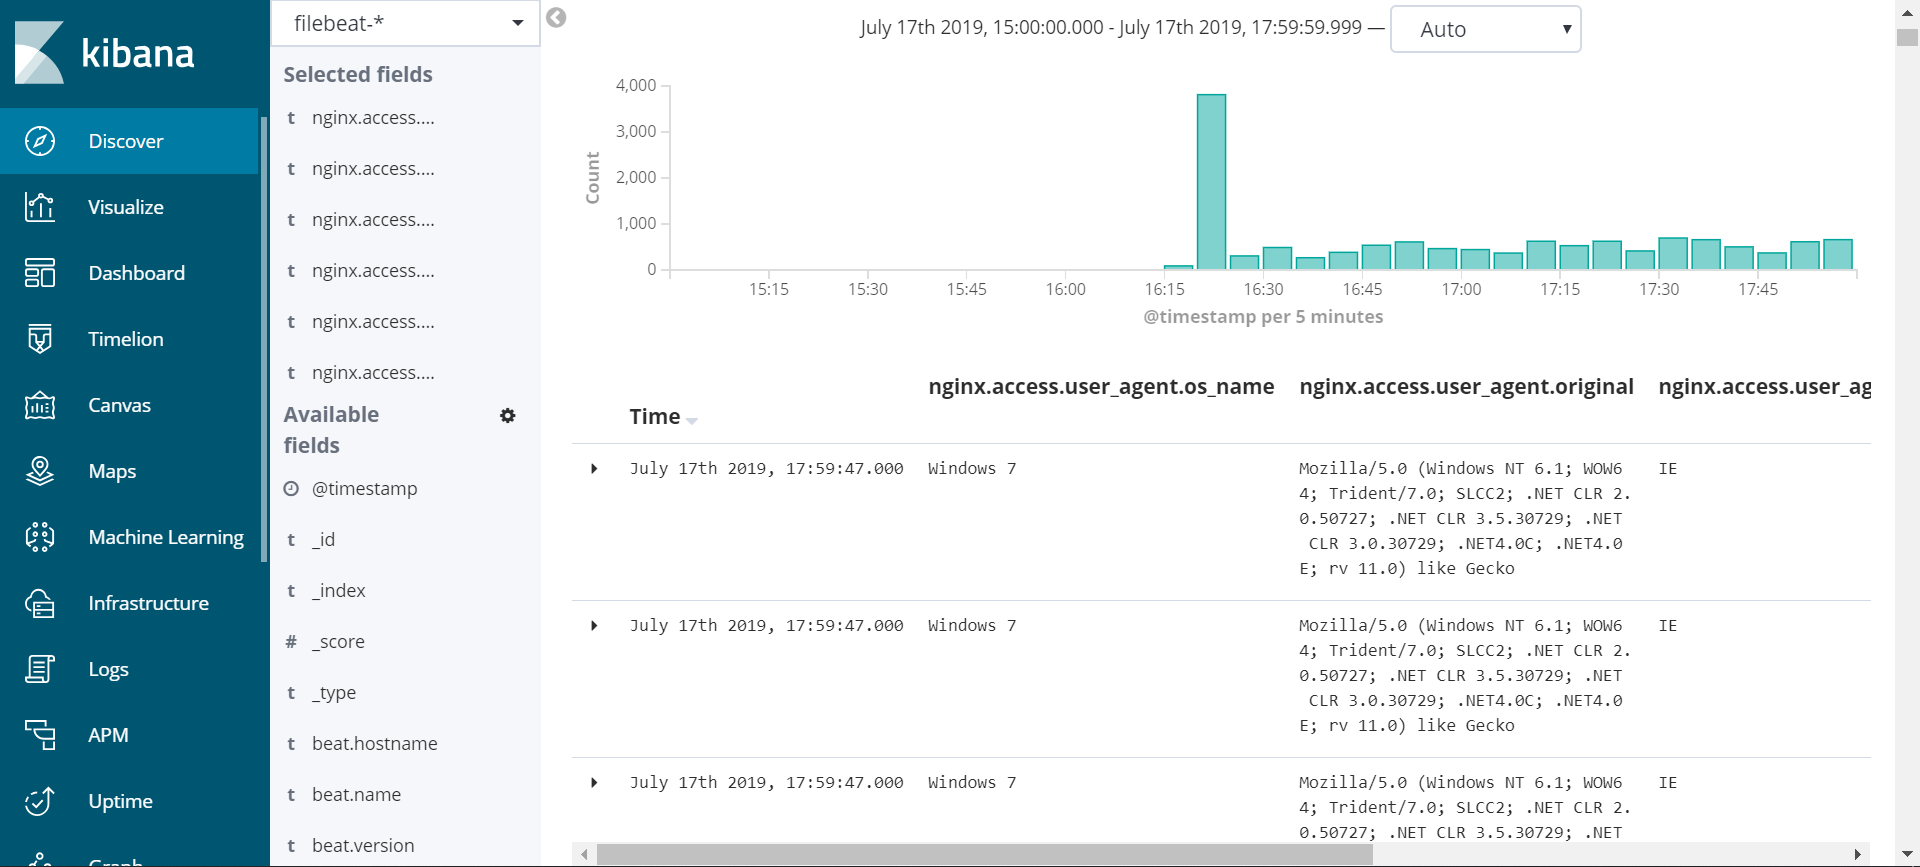 kibana
Discover
Visualize
Dashboard
Timelion
Canvas
Maps
Machine Learning
Infrastructure
Logs
APM
Uptime
Graph
filebeat-*
Selected fields
t nginx.access....
t nginx.access....
t nginx.access....
t nginx.access....
t nginx.access....
t nginx.access....
Available
fields
@timestamp
t _id
t _index
# _score
t _type
t beat.hostname
t beat.name
t beat.version
July 17th 2019, 15:00:00.000 - July 17th 2019, 17:59:59.999 — Auto
4,000
3,000
2,000
1,000
0
Count
15:15 15:30 15:45 16:00 16:15 16:30 16:45 17:00 17:15 17:30 17:45
@timestamp per 5 minutes
Time nginx.access.user_agent.os_name nginx.access.user_agent.original nginx.access.user_ag
July 17th 2019, 17:59:47.000 Windows 7 Mozilla/5.0 (Windows NT 6.1; WOW6 IE
4; Trident/7.0; SLCC2; .NET CLR 2.
0.50727; .NET CLR 3.5.30729; .NET
CLR 3.0.30729; .NET4.0C; .NET4.0
E; rv 11.0) like Gecko
July 17th 2019, 17:59:47.000 Windows 7 Mozilla/5.0 (Windows NT 6.1; WOW6 IE
4; Trident/7.0; SLCC2; .NET CLR 2.
0.50727; .NET CLR 3.5.30729; .NET
CLR 3.0.30729; .NET4.0C; .NET4.0
E; rv 11.0) like Gecko
July 17th 2019, 17:59:47.000 Windows 7 Mozilla/5.0 (Windows NT 6.1; WOW6 IE
4; Trident/7.0; SLCC2; .NET CLR 2.
0.50727; .NET CLR 3.5.30729; .NET